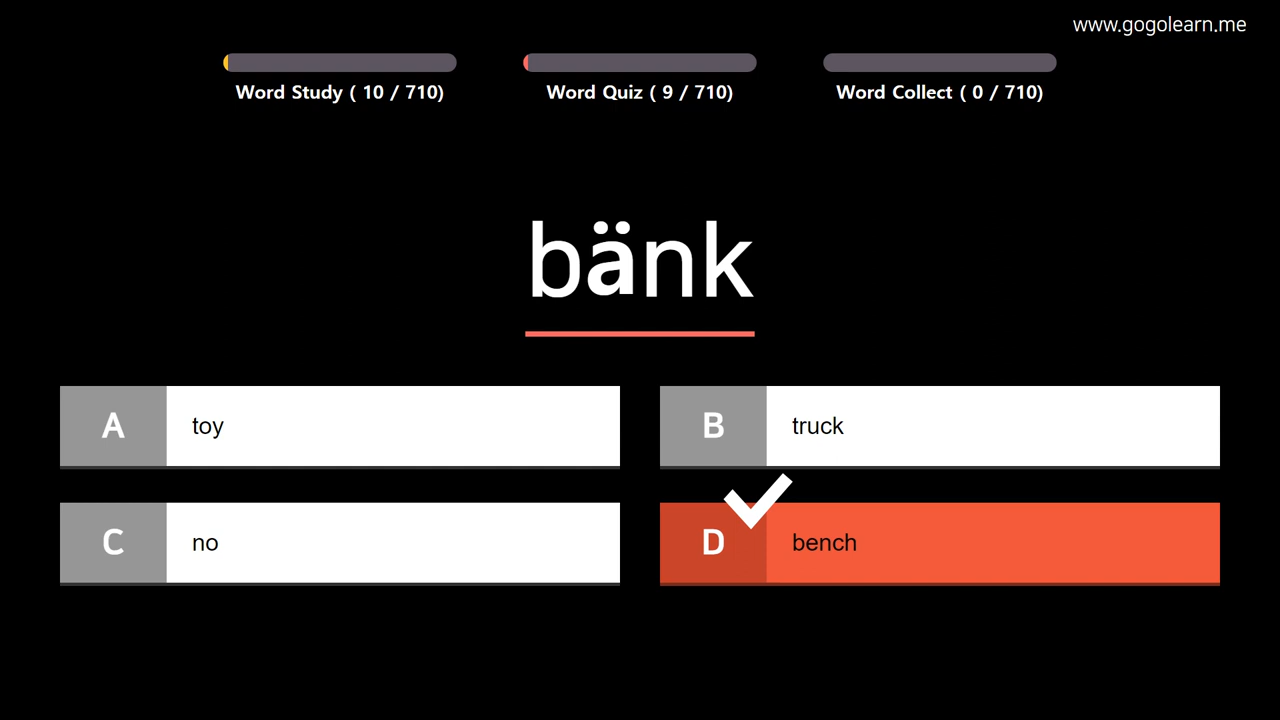 www.gogolearn.me
Word Study ( 10 / 710)
Word Quiz ( 9 / 710)
Word Collect ( 0 / 710)
bänk
A toy
B truck
C no
D bench